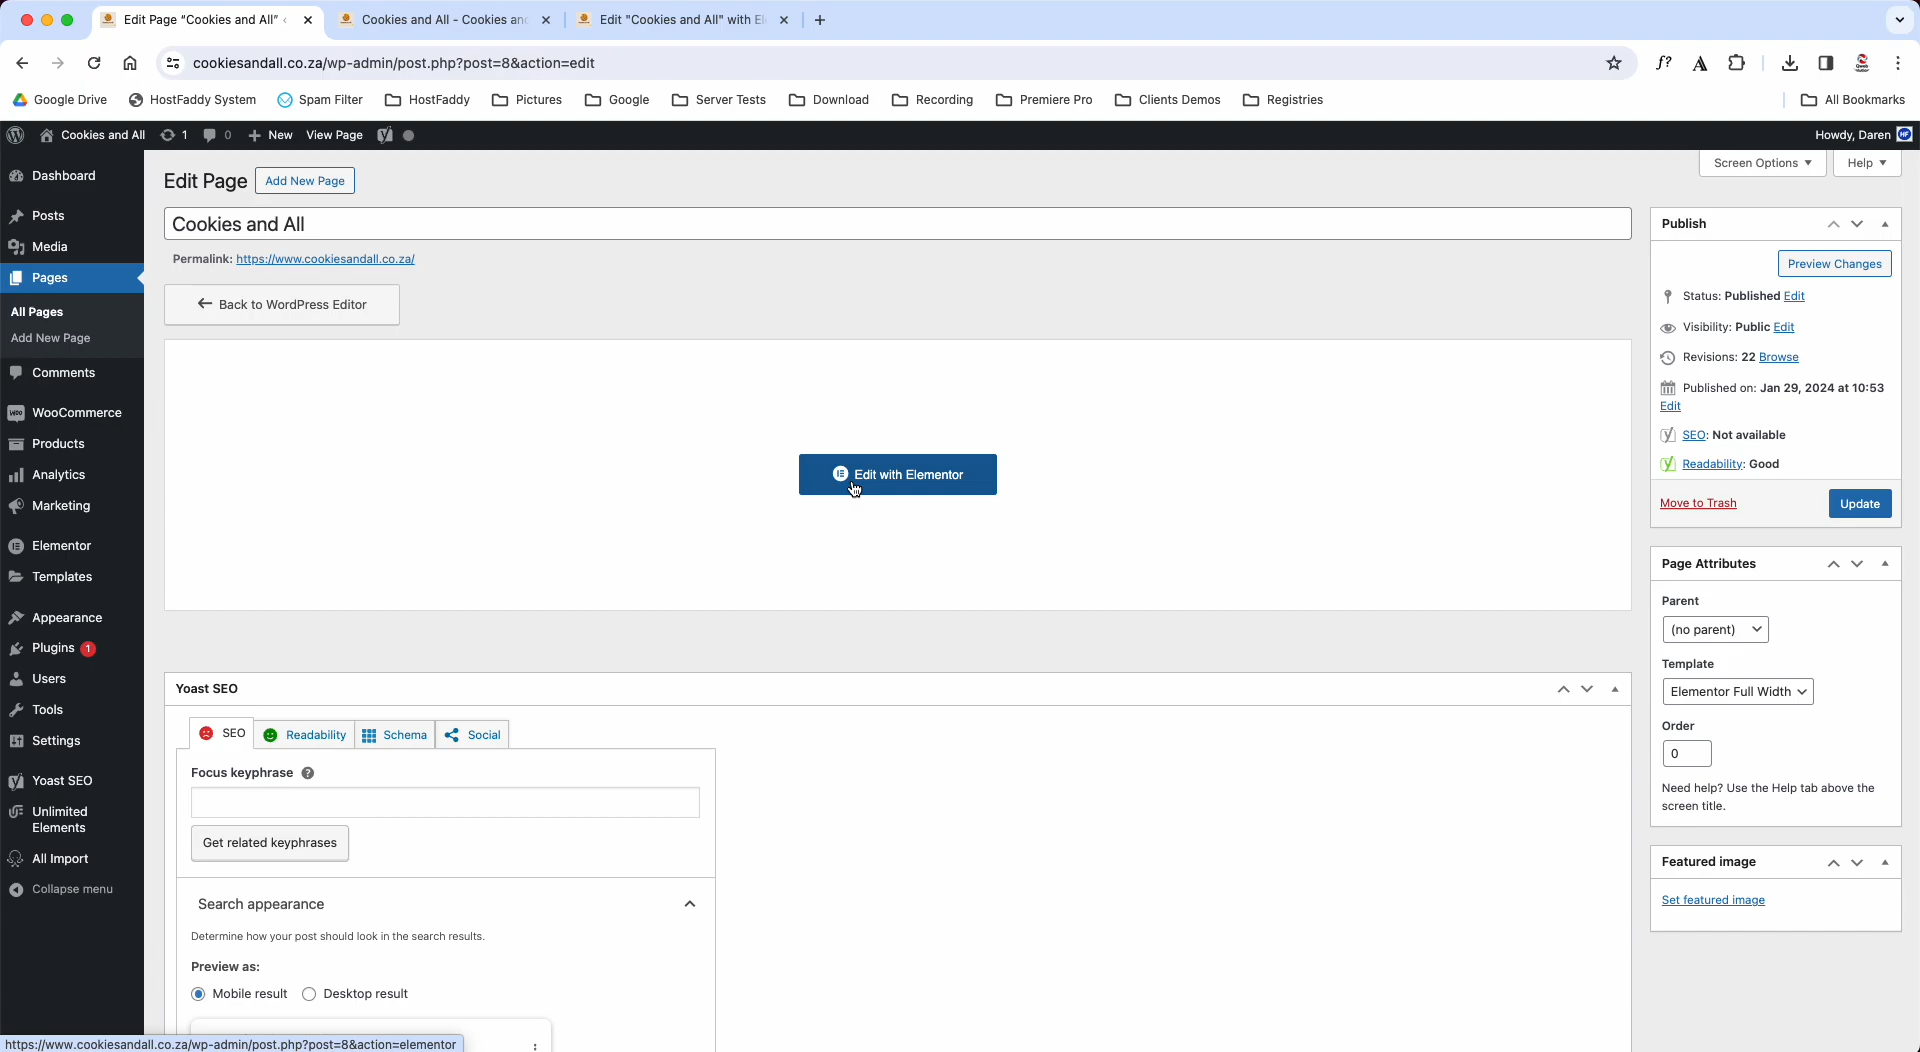 Edit Page "Cookies and All" ‹
Cookies and All - Cookies an
Edit "Cookies and All" with El
cookiesandall.co.za/wp-admin/post.php?post=8&action=edit
Google Drive
HostFaddy System
Spam Filter
HostFaddy
Pictures
Google
Server Tests
Download
Recording
Premiere Pro
Clients Demos
Registries
All Bookmarks
Cookies and All
1
0
New
View Page
Howdy, Daren
Dashboard
Posts
Media
Pages
All Pages
Add New Page
Comments
WooCommerce
Products
Analytics
Marketing
Elementor
Templates
Appearance
Plugins 1
Users
Tools
Settings
Yoast SEO
Unlimited
Elements
All Import
Collapse menu
Screen Options
Help
Edit Page
Add New Page
Cookies and All
Permalink: https://www.cookiesandall.co.za/
Back to WordPress Editor
Edit with Elementor
Yoast SEO
SEO
Readability
Schema
Social
Focus keyphrase ?
Get related keyphrases
Search appearance
Determine how your post should look in the search results.
Preview as:
Mobile result
Desktop result
Publish
Preview Changes
Status: Published Edit
Visibility: Public Edit
Revisions: 22 Browse
Published on: Jan 29, 2024 at 10:53
Edit
SEO: Not available
Readability: Good
Move to Trash
Update
Page Attributes
Parent
(no parent)
Template
Elementor Full Width
Order
0
Need help? Use the Help tab above the
screen title.
Featured image
Set featured image
https://www.cookiesandall.co.za/wp-admin/post.php?post=8&action=elementor